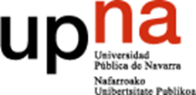 upna
Universidad
Pública de Navarra
Nafarroako
Unibertsitate Publikoa